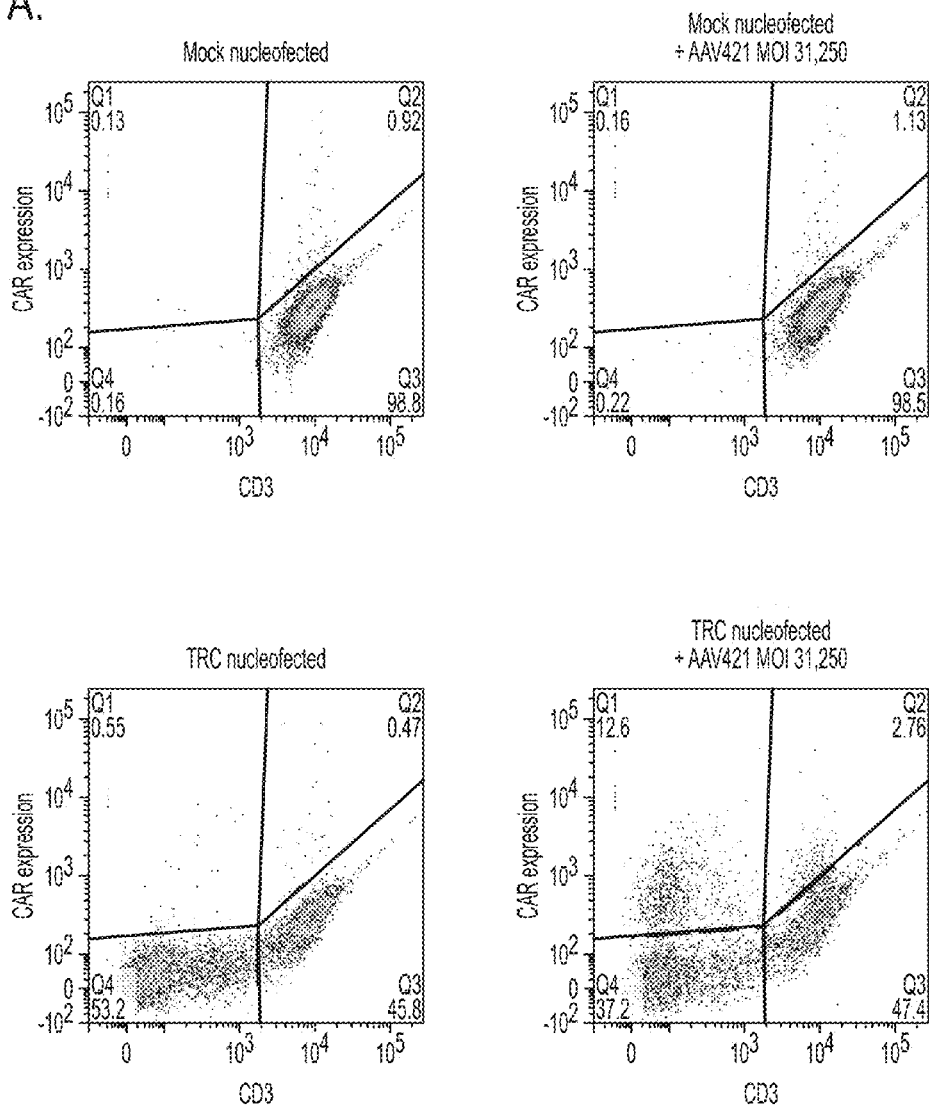 A.
Mock nucleofected
Q1
0.13
Q2
0.92
Q4
0.16
Q3
98.8
10^5
10^4
10^3
10^2
0
-10^2
CAR expression
0
10^3
10^4
10^5
CD3
Mock nucleofected
+ AAV421 MOI 31,250
Q1
0.16
Q2
1.13
Q4
0.22
Q3
98.5
10^5
10^4
10^3
10^2
0
-10^2
CAR expression
0
10^3
10^4
10^5
CD3
TRC nucleofected
Q1
0.55
Q2
0.47
Q4
53.2
Q3
45.8
10^5
10^4
10^3
10^2
0
-10^2
CAR expression
0
10^3
10^4
10^5
CD3
TRC nucleofected
+ AAV421 MOI 31,250
Q1
12.6
Q2
2.76
Q4
37.2
Q3
47.4
10^4
10^3
10^2
0
-10^2
CAR expression
0
10^3
10^4
10^5
CD3